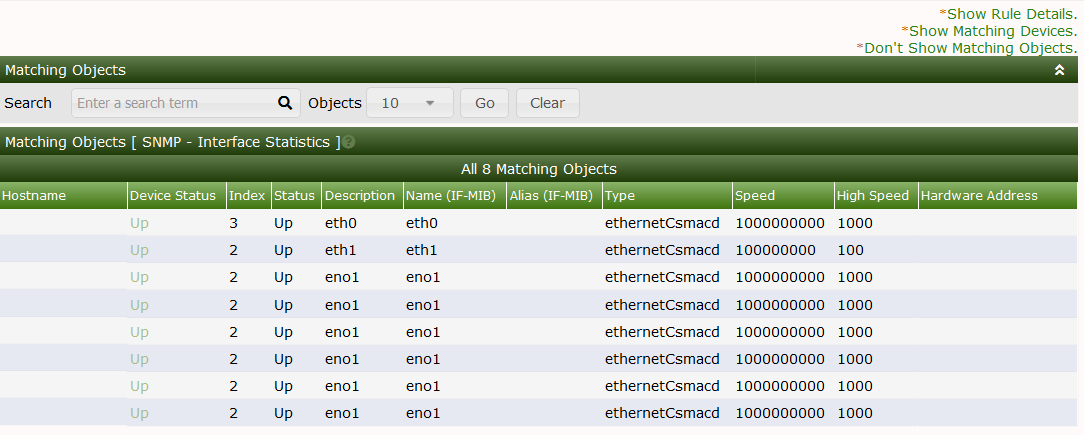 *Show Rule Details.
*Show Matching Devices.
*Don't Show Matching Objects.
Matching Objects
Search Enter a search term Objects 10 Go Clear
Matching Objects [ SNMP - Interface Statistics ]
All 8 Matching Objects
Hostname Device Status Index Status Description Name (IF-MIB) Alias (IF-MIB) Type Speed High Speed Hardware Address
Up 3 Up eth0 eth0 ethernetCsmacd 1000000000 1000
Up 2 Up eth1 eth1 ethernetCsmacd 100000000 100
Up 2 Up eno1 eno1 ethernetCsmacd 1000000000 1000
Up 2 Up eno1 eno1 ethernetCsmacd 1000000000 1000
Up 2 Up eno1 eno1 ethernetCsmacd 1000000000 1000
Up 2 Up eno1 eno1 ethernetCsmacd 1000000000 1000
Up 2 Up eno1 eno1 ethernetCsmacd 1000000000 1000
Up 2 Up eno1 eno1 ethernetCsmacd 1000000000 1000